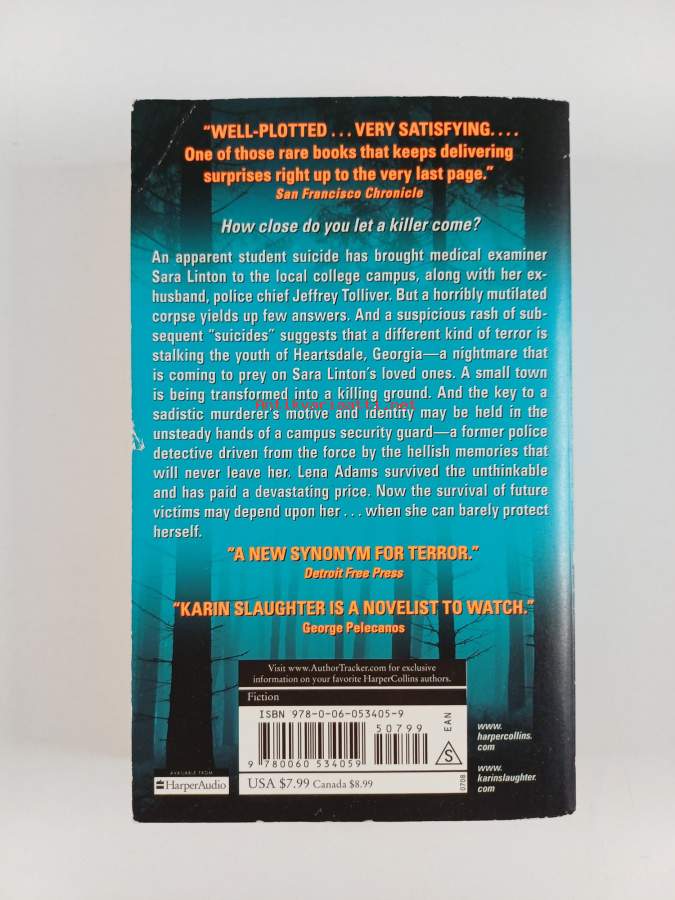 "WELL-PLOTTED . . . VERY SATISFYING. . . .
One of those rare books that keeps delivering
surprises right up to the very last page."
San Francisco Chronicle
How close do you let a killer come?
An apparent student suicide has brought medical examiner
Sara Linton to the local college campus, along with her ex-
husband, police chief Jeffrey Tolliver. But a horribly mutilated
corpse yields up few answers. And a suspicious rash of sub-
sequent "suicides" suggests that a different kind of terror is
stalking the youth of Heartsdale, Georgia—a nightmare that
is coming to prey on Sara Linton's loved ones. A small town
is being transformed into a killing ground. And the key to a
Antikvariaatti.net
sadistic murderer's motive and identity may be held in the
unsteady hands of a campus security guard—a former police
detective driven from the force by the hellish memories that
will never leave her. Lena Adams survived the unthinkable
and has paid a devastating price. Now the survival of future
victims may depend upon her . . . when she can barely protect
herself.
"A NEW SYNONYM FOR TERROR."
Detroit Free Press
"KARIN SLAUGHTER IS A NOVELIST TO WATCH."
George Pelecanos
Visit www.AuthorTracker.com for exclusive
information on your favorite HarperCollins authors.
Fiction
ISBN 978-0-06-053405-9
50799
EAN
S
9 780060 534059
USA $7.99 Canada $8.99
0708
www.
harpercollins.
com
www.
karinslaughter.
com
AVAILABLE FROM
HarperAudio